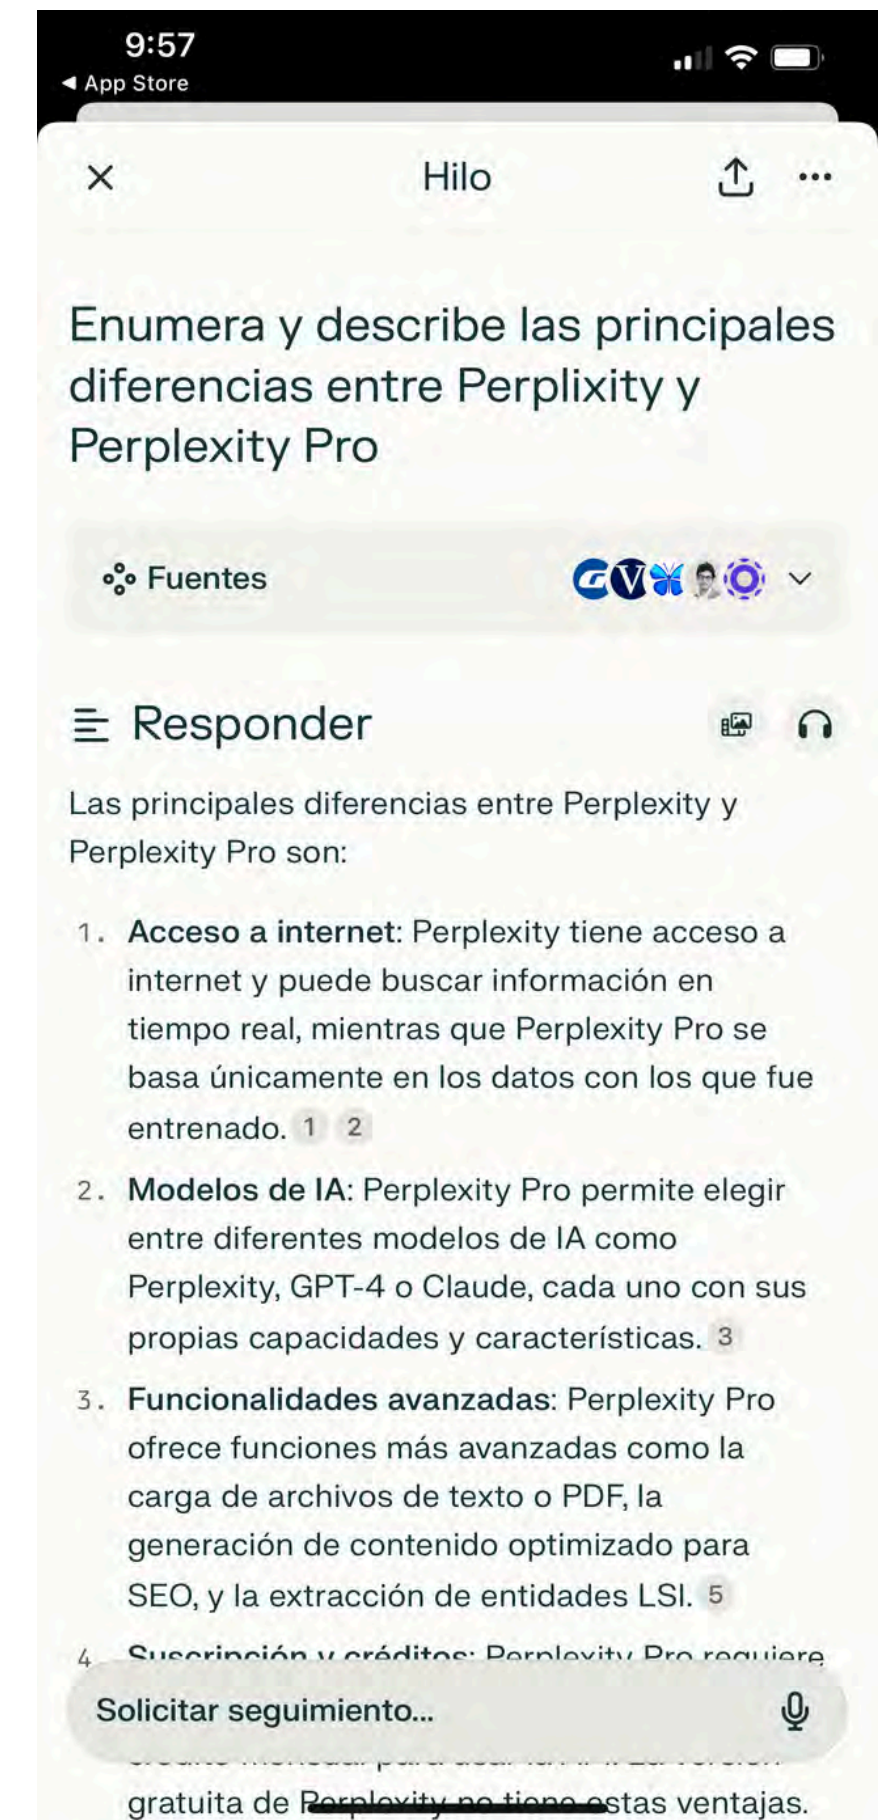 9:57
◀ App Store
Hilo
Enumera y describe las principales
diferencias entre Perplixity y
Perplexity Pro
Fuentes
G V
Responder
Las principales diferencias entre Perplexity y
Perplexity Pro son:
1. Acceso a internet: Perplexity tiene acceso a
internet y puede buscar información en
tiempo real, mientras que Perplexity Pro se
basa únicamente en los datos con los que fue
entrenado. 1 2
2. Modelos de IA: Perplexity Pro permite elegir
entre diferentes modelos de IA como
Perplexity, GPT-4 o Claude, cada uno con sus
propias capacidades y características. 3
3. Funcionalidades avanzadas: Perplexity Pro
ofrece funciones más avanzadas como la
carga de archivos de texto o PDF, la
generación de contenido optimizado para
SEO, y la extracción de entidades LSI. 5
4 Suscripción y créditos: Perplexity Pro requiere
Solicitar seguimiento...
gratuita de Perplexity no tiene estas ventajas.